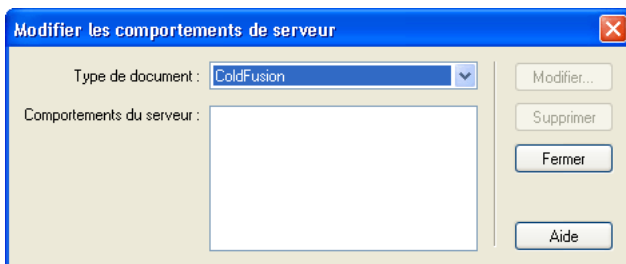 Modifier les comportements de serveur
Type de document : ColdFusion
Modifier...
Comportements du serveur :
Supprimer
Fermer
Aide